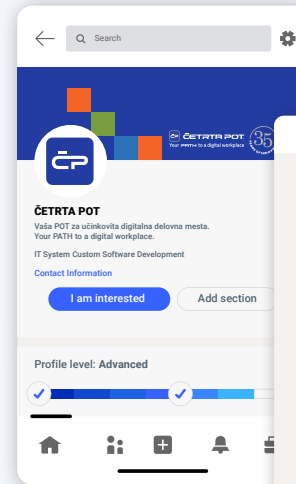 Search
ČETRTA POT
Your PATH to a digital workplace
35
ČP
ČETRTA POT
Vaša POT za učinkovita digitalna delovna mesta.
Your PATH to a digital workplace.
IT System Custom Software Development
Contact Information
I am interested
Add section
Profile level: Advanced